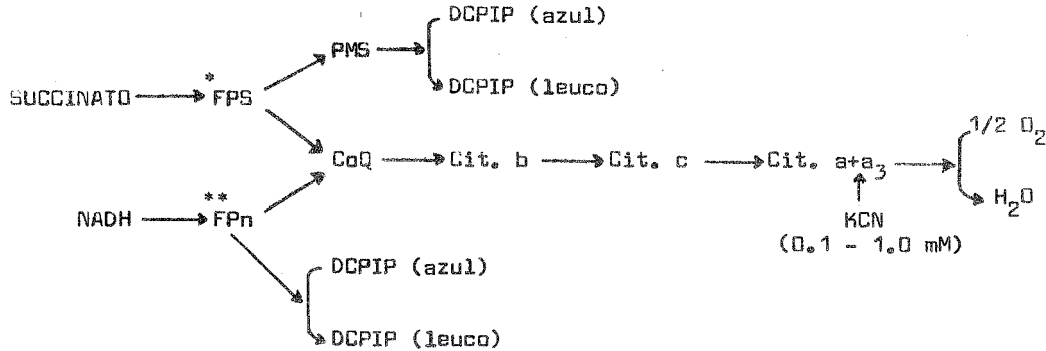 DCPIP (azul)
PMS
DCPIP (leuco)
SUCCINATO
*
FPS
1/2 O2
CoQ
Cit. b
Cit. c
Cit. a+a3
H2O
NADH
**
FPn
KCN
(0.1 - 1.0 mM)
DCPIP (azul)
DCPIP (leuco)